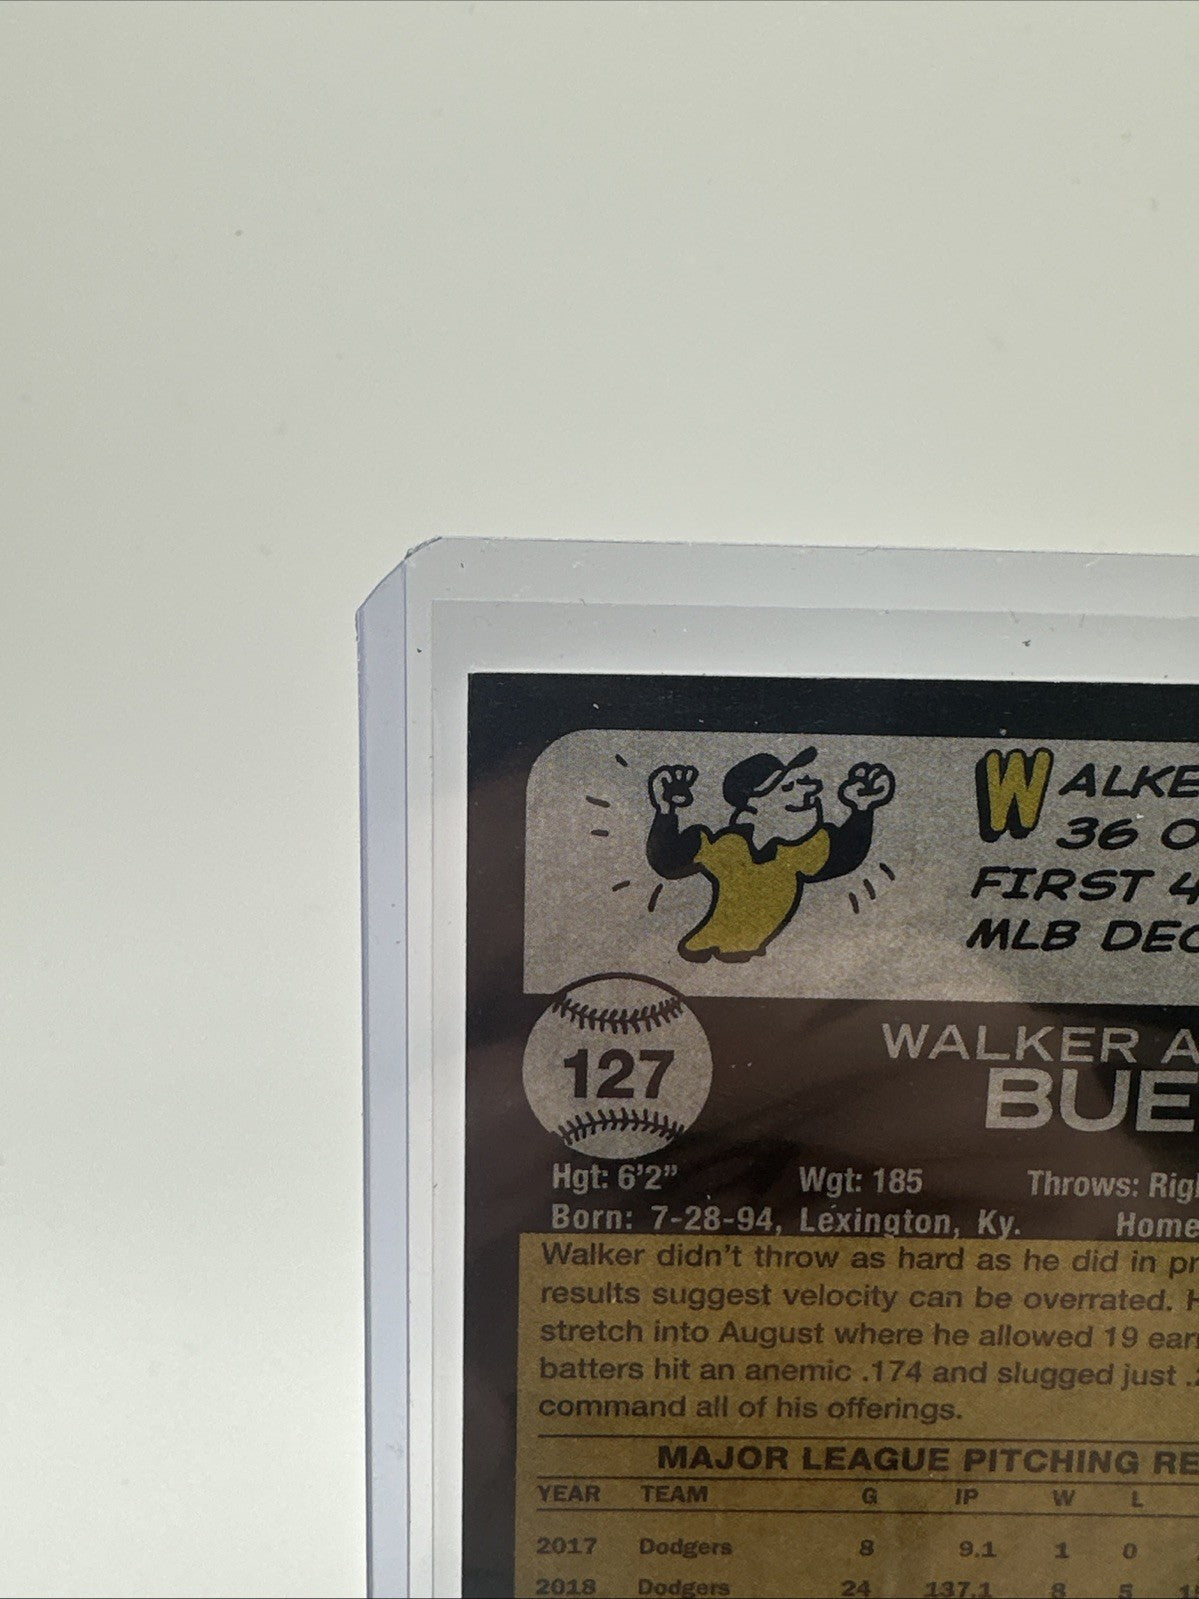 WALKE
36 O
FIRST 4
MLB DEC
127
WALKER A
BUE
Hgt: 6'2" Wgt: 185 Throws: Righ
Born: 7-28-94, Lexington, Ky. Home
Walker didn't throw as hard as he did in pr
results suggest velocity can be overrated. H
stretch into August where he allowed 19 earn
batters hit an anemic .174 and slugged just .2
command all of his offerings.
MAJOR LEAGUE PITCHING RE
YEAR TEAM G IP W L
2017 Dodgers 8 9.1 1 0
2018 Dodgers 24 137.1 8 5